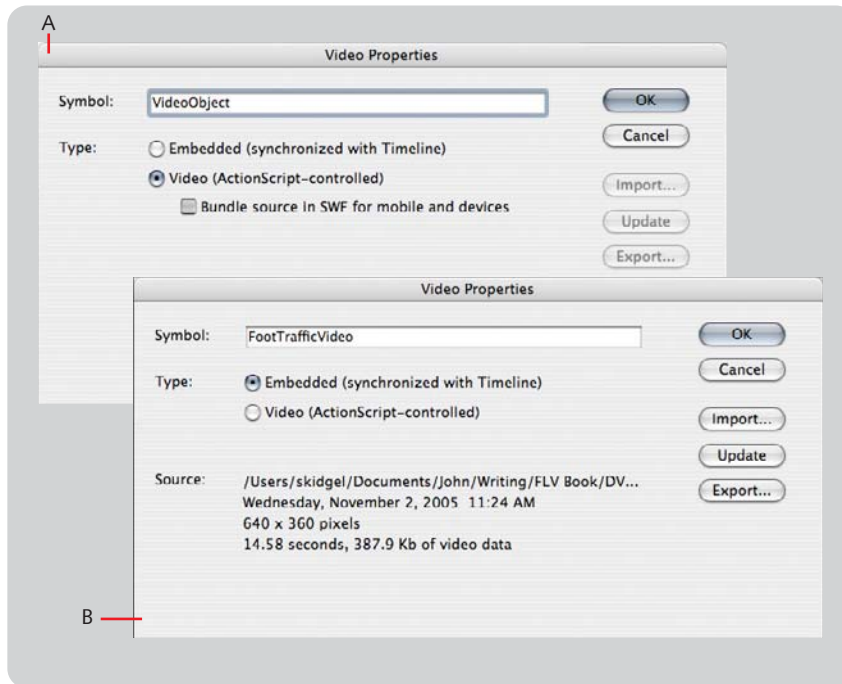 A
Video Properties
Symbol: VideoObject
OK
Type: Embedded (synchronized with Timeline)
Cancel
Video (ActionScript-controlled)
Import...
Bundle source in SWF for mobile and devices
Update
Export...
Video Properties
Symbol: FootTrafficVideo
OK
Type: Embedded (synchronized with Timeline)
Cancel
Video (ActionScript-controlled)
Import...
Update
Source: /Users/skidgel/Documents/John/Writing/FLV Book/DV...
Export...
Wednesday, November 2, 2005 11:24 AM
640 x 360 pixels
14.58 seconds, 387.9 Kb of video data
B